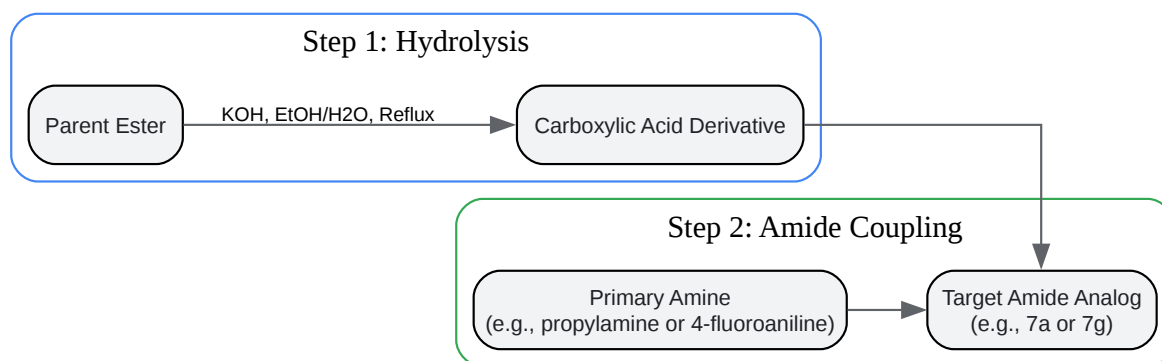 Step 1: Hydrolysis
Parent Ester
KOH, EtOH/H2O, Reflux
Carboxylic Acid Derivative
Step 2: Amide Coupling
Primary Amine
(e.g., propylamine or 4-fluoroaniline)
Target Amide Analog
(e.g., 7a or 7g)